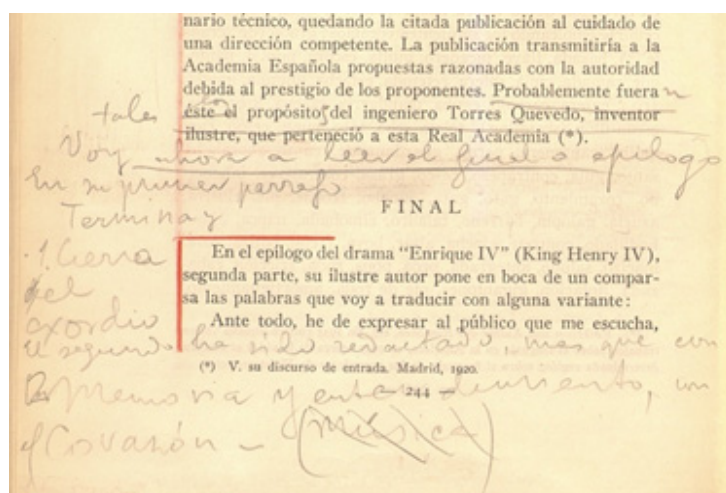 nario técnico, quedando la citada publicación al cuidado de
una dirección competente. La publicación transmitiría a la
Academia Española propuestas razonadas con la autoridad
debida al prestigio de los proponentes. Probablemente fuera n
tales
éste el propósito del ingeniero Torres Quevedo, inventor
ilustre, que perteneció a esta Real Academia (*).
Voy ahora a leer el final o epílogo
En su primer parrafo
FINAL
Termina y
cierra
En el epílogo del drama “Enrique IV” (King Henry IV),
segunda parte, su ilustre autor pone en boca de un compar-
el
sa las palabras que voy a traducir con alguna variante:
exordio
Ante todo, he de expresar al público que me escucha,
el segundo ha sido redactado, mas que con
(*) V. su discurso de entrada. Madrid, 1920.
— 244 —
Memoria y entendimiento, con
el Corazón – (Música)